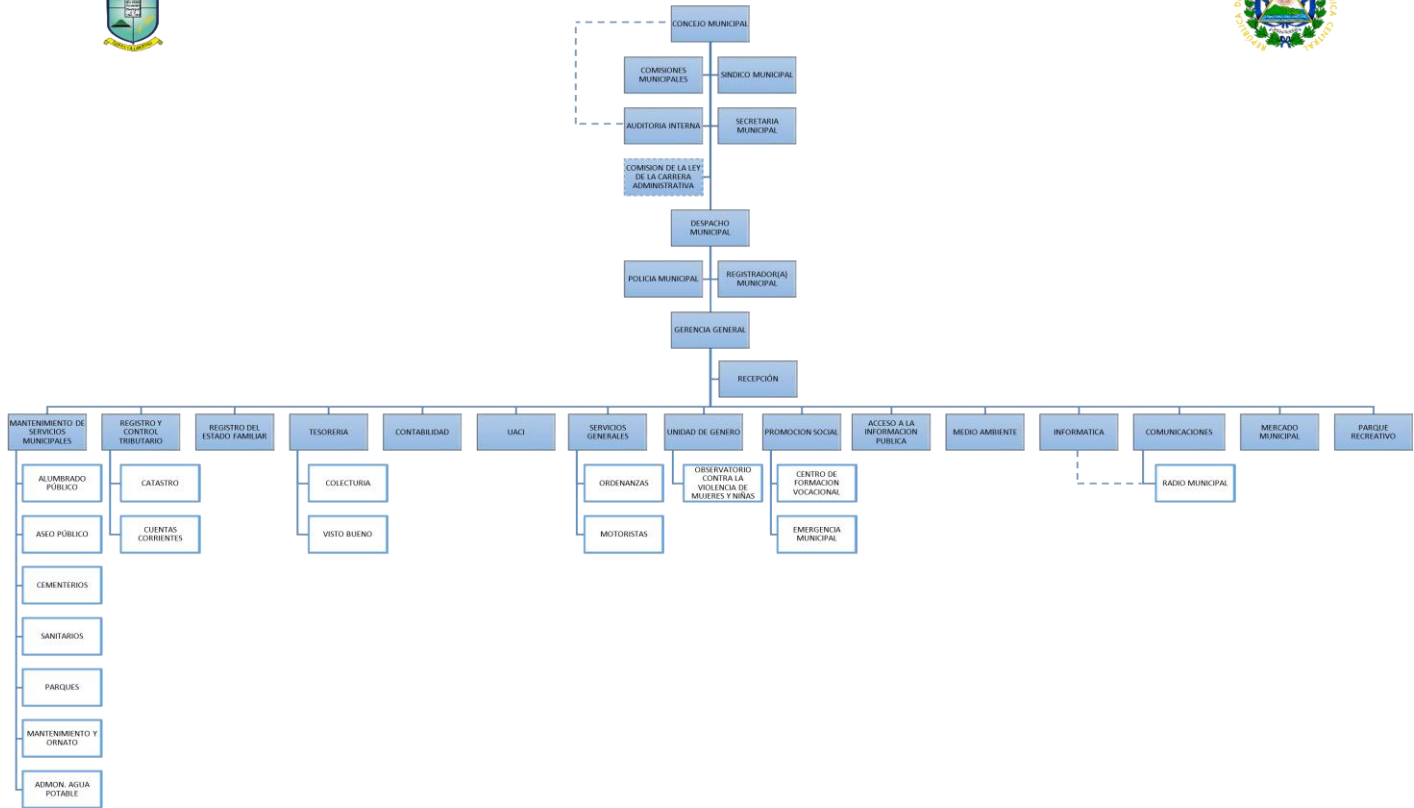 CONCEJO MUNICIPAL
COMISIONES
MUNICIPALES
SINDICO MUNICIPAL
AUDITORIA INTERNA
SECRETARIA
MUNICIPAL
COMISION DE LA LEY
DE LA CARRERA
ADMINISTRATIVA
DESPACHO
MUNICIPAL
POLICIA MUNICIPAL
REGISTRADOR(A)
MUNICIPAL
GERENCIA GENERAL
RECEPCIÓN
MANTENIMIENTO DE
SERVICIOS
MUNICIPALES
REGISTRO Y
CONTROL
TRIBUTARIO
REGISTRO DEL
ESTADO FAMILIAR
TESORERIA
CONTABILIDAD
UACI
SERVICIOS
GENERALES
UNIDAD DE GENERO
PROMOCION SOCIAL
ACCESO A LA
INFORMACION
PUBLICA
MEDIO AMBIENTE
INFORMATICA
COMUNICACIONES
MERCADO
MUNICIPAL
PARQUE
RECREATIVO
ALUMBRADO
PÚBLICO
CATASTRO
COLECTURIA
ORDENANZAS
OBSERVATORIO
CONTRA LA
VIOLENCIA DE
MUJERES Y NIÑAS
CENTRO DE
FORMACION
VOCACIONAL
RADIO MUNICIPAL
ASEO PÚBLICO
CUENTAS
CORRIENTES
VISTO BUENO
MOTORISTAS
EMERGENCIA
MUNICIPAL
CEMENTERIOS
SANITARIOS
PARQUES
MANTENIMIENTO Y
ORNATO
ADMON. AGUA
POTABLE